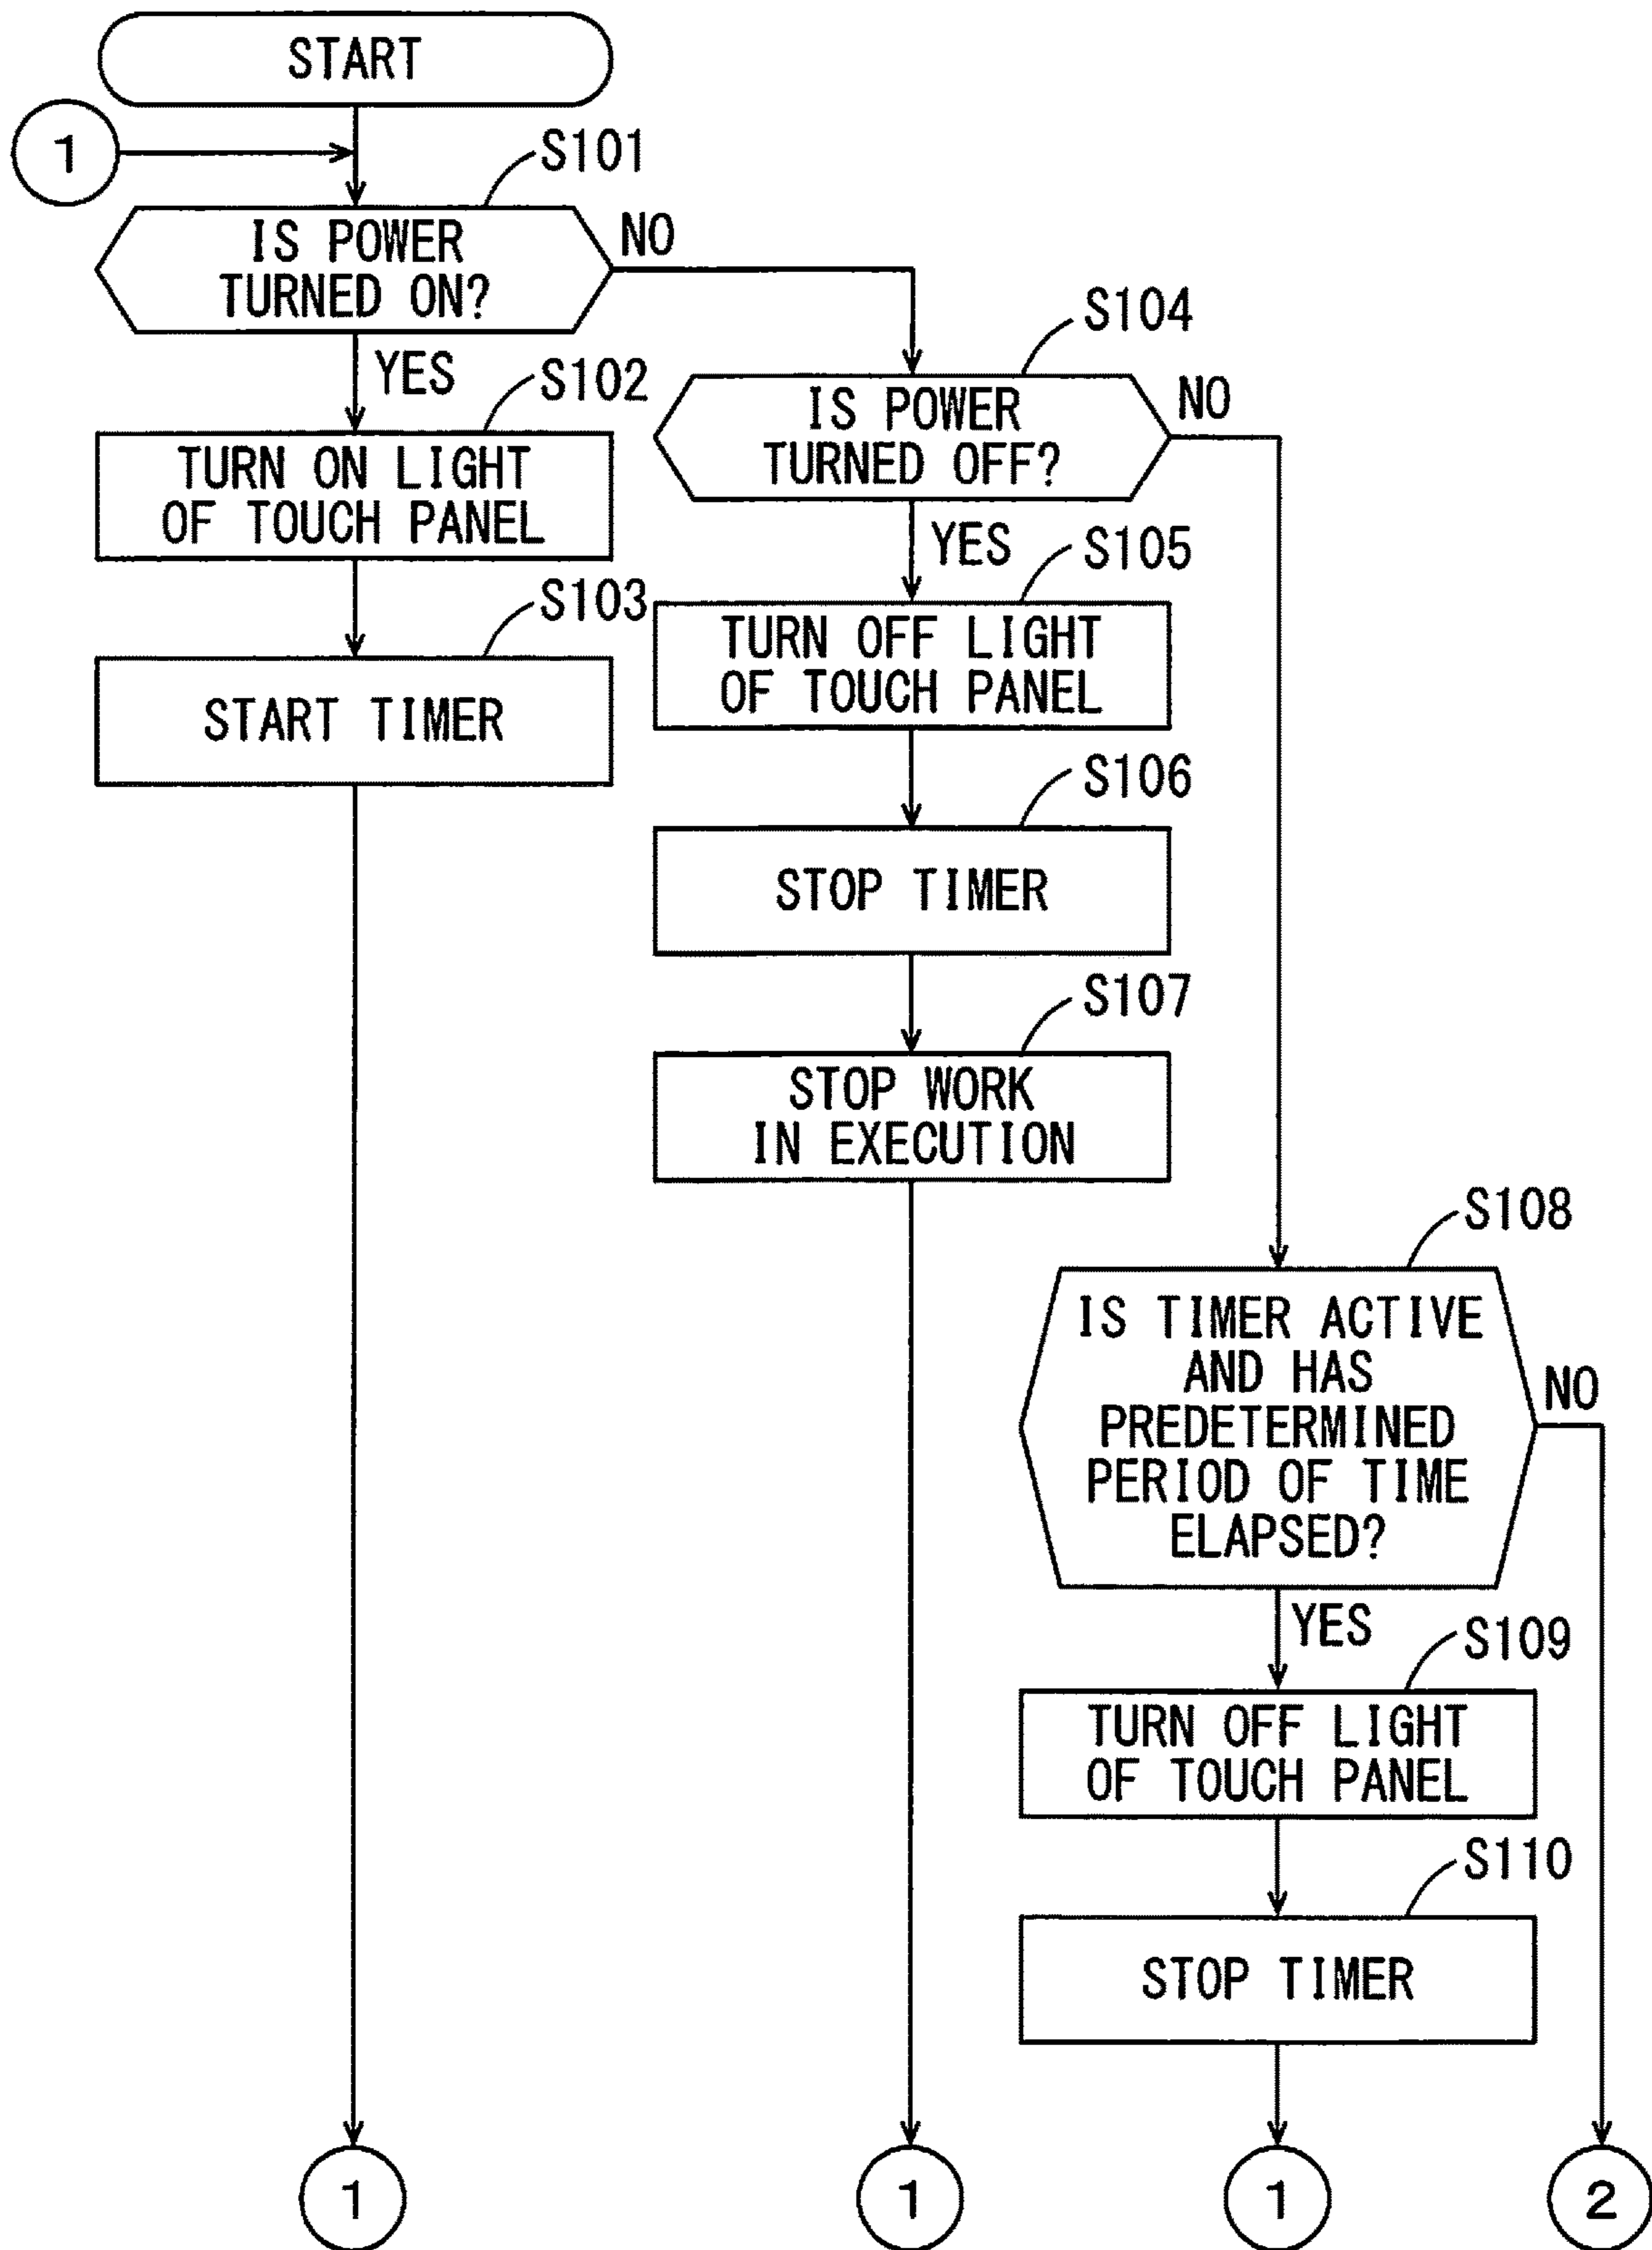 START
1
S101
IS POWER
TURNED ON?
NO
YES
S102
TURN ON LIGHT
OF TOUCH PANEL
S103
START TIMER
S104
IS POWER
TURNED OFF?
NO
YES
S105
TURN OFF LIGHT
OF TOUCH PANEL
S106
STOP TIMER
S107
STOP WORK
IN EXECUTION
S108
IS TIMER ACTIVE
AND HAS
PREDETERMINED
PERIOD OF TIME
ELAPSED?
NO
YES
S109
TURN OFF LIGHT
OF TOUCH PANEL
S110
STOP TIMER
1
1
1
2